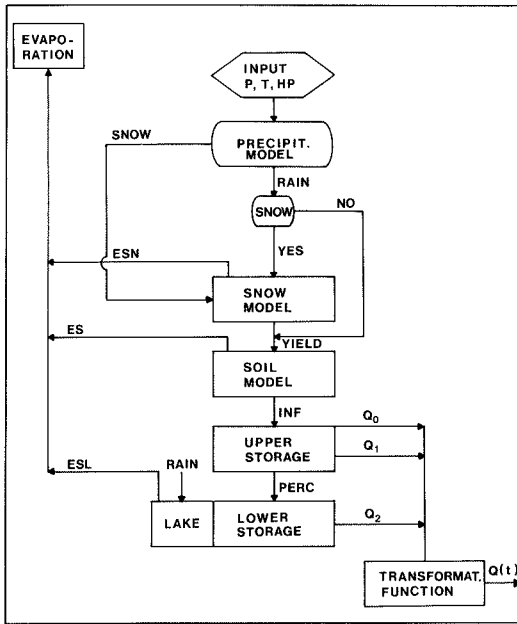 EVAPO-
RATION
INPUT
P, T, HP
SNOW
PRECIPIT.
MODEL
RAIN
SNOW
NO
YES
ESN
SNOW
MODEL
ES
YIELD
SOIL
MODEL
INF
Q0
UPPER
STORAGE
Q1
ESL
RAIN
PERC
LAKE
LOWER
STORAGE
Q2
TRANSFORMAT.
FUNCTION
Q(t)